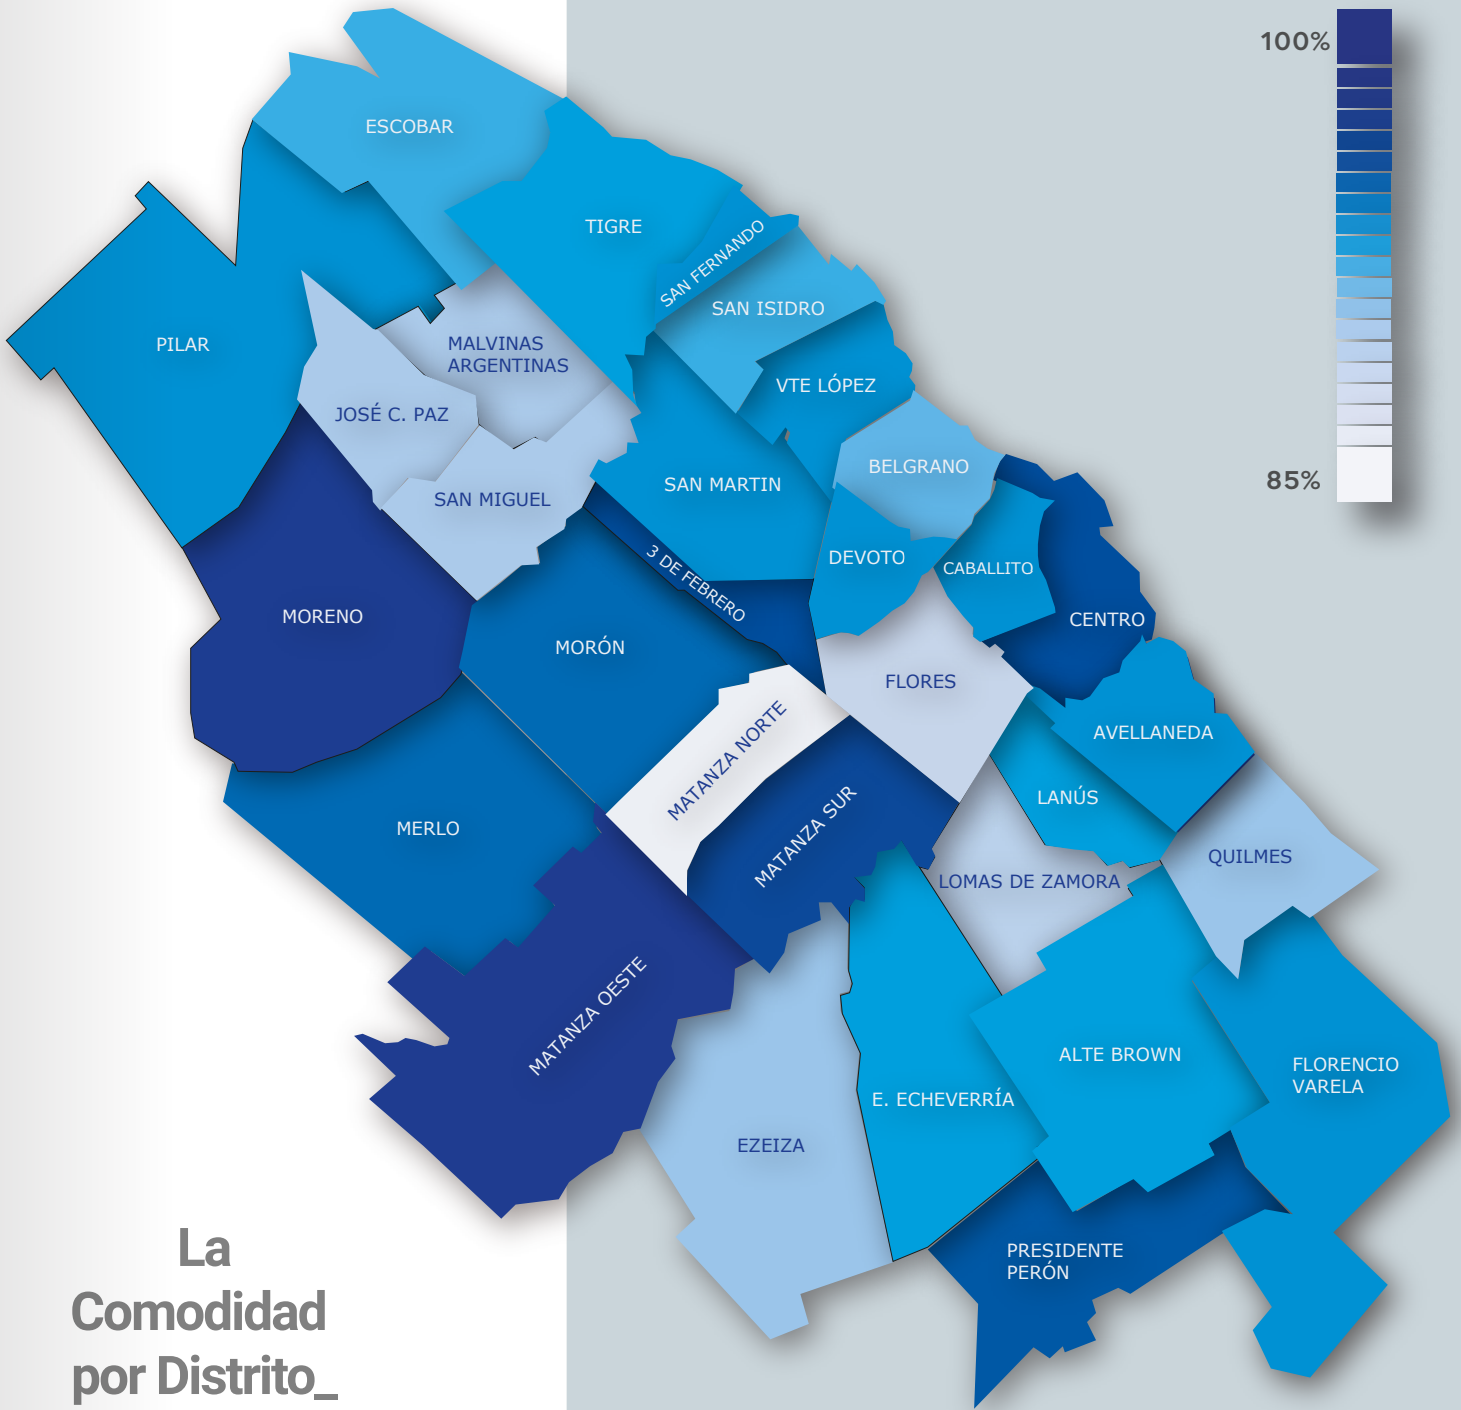 100%
ESCOBAR
TIGRE
SAN FERNANDO
SAN ISIDRO
PILAR
MALVINAS
ARGENTINAS
VTE LÓPEZ
JOSÉ C. PAZ
BELGRANO
85%
SAN MARTIN
SAN MIGUEL
DEVOTO
CABALLITO
3 DE FEBRERO
MORENO
CENTRO
MORÓN
FLORES
AVELLANEDA
MATANZA NORTE
LANÚS
MERLO
MATANZA SUR
QUILMES
LOMAS DE ZAMORA
MATANZA OESTE
ALTE BROWN
FLORENCIO
VARELA
E. ECHEVERRÍA
EZEIZA
PRESIDENTE
PERÓN
La
Comodidad
por Distrito_